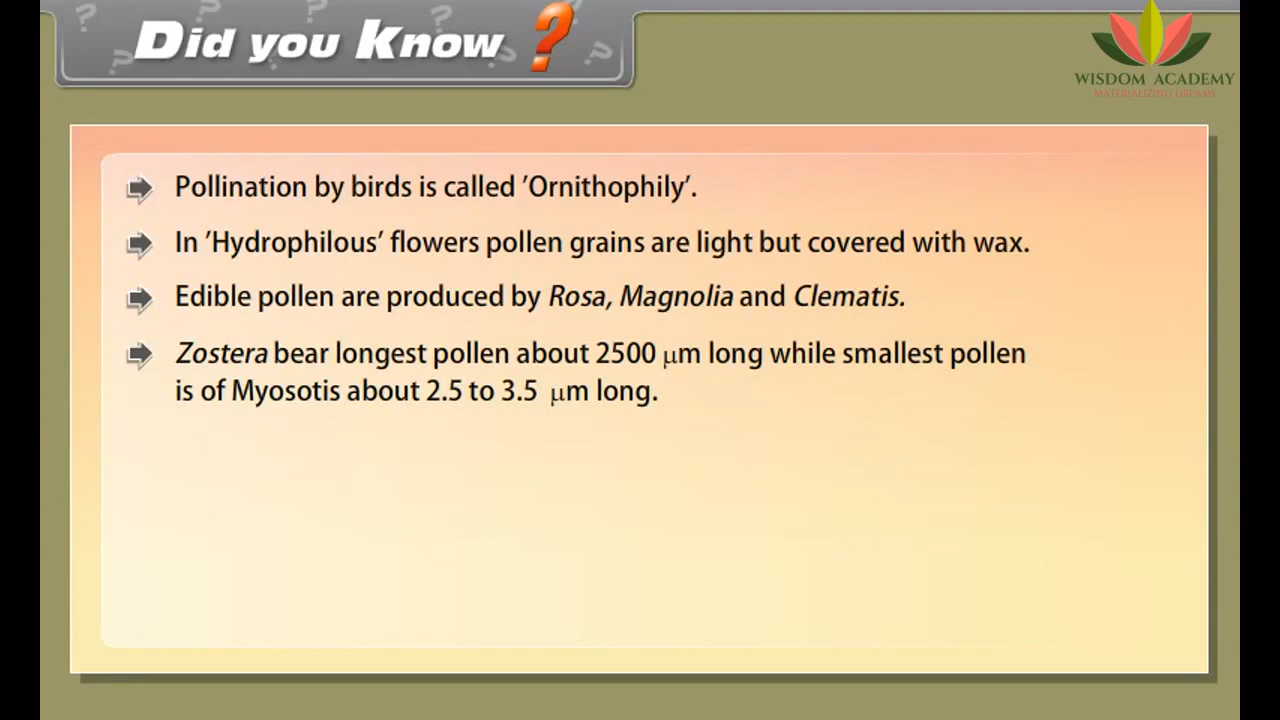 Did you Know ?
WISDOM ACADEMY
MATERIALIZING DREAMS
Pollination by birds is called ’Ornithophily’.
In ’Hydrophilous’ flowers pollen grains are light but covered with wax.
Edible pollen are produced by Rosa, Magnolia and Clematis.
Zostera bear longest pollen about 2500 μm long while smallest pollen
is of Myosotis about 2.5 to 3.5 μm long.